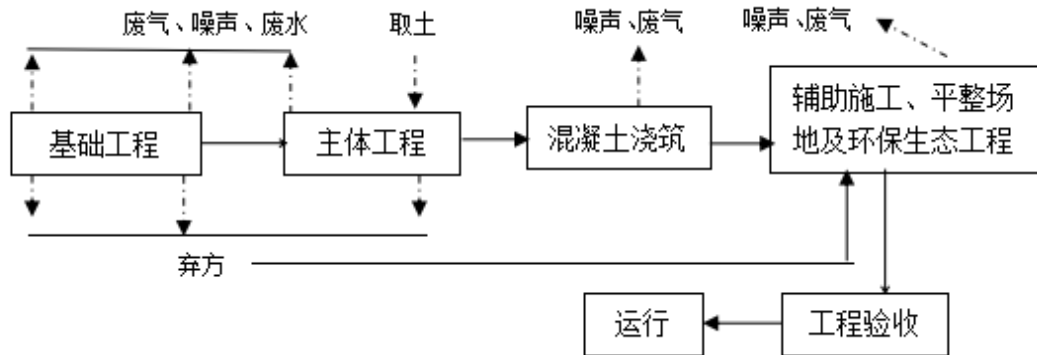 废气、噪声、废水
取土
噪声、废气
噪声、废气
基础工程
主体工程
混凝土浇筑
辅助施工、平整场
地及环保生态工程
弃方
运行
工程验收